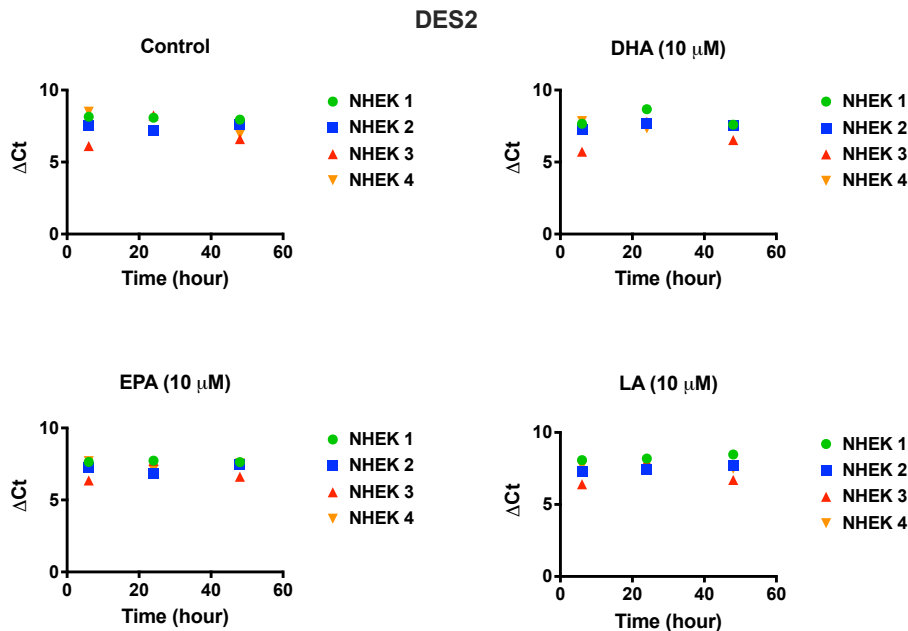 DES2
Control
10
5
0
ΔCt
0 20 40 60
Time (hour)
NHEK 1
NHEK 2
NHEK 3
NHEK 4
DHA (10 μM)
10
5
0
ΔCt
0 20 40 60
Time (hour)
NHEK 1
NHEK 2
NHEK 3
NHEK 4
EPA (10 μM)
10
5
0
ΔCt
0 20 40 60
Time (hour)
NHEK 1
NHEK 2
NHEK 3
NHEK 4
LA (10 μM)
10
5
0
ΔCt
0 20 40 60
Time (hour)
NHEK 1
NHEK 2
NHEK 3
NHEK 4